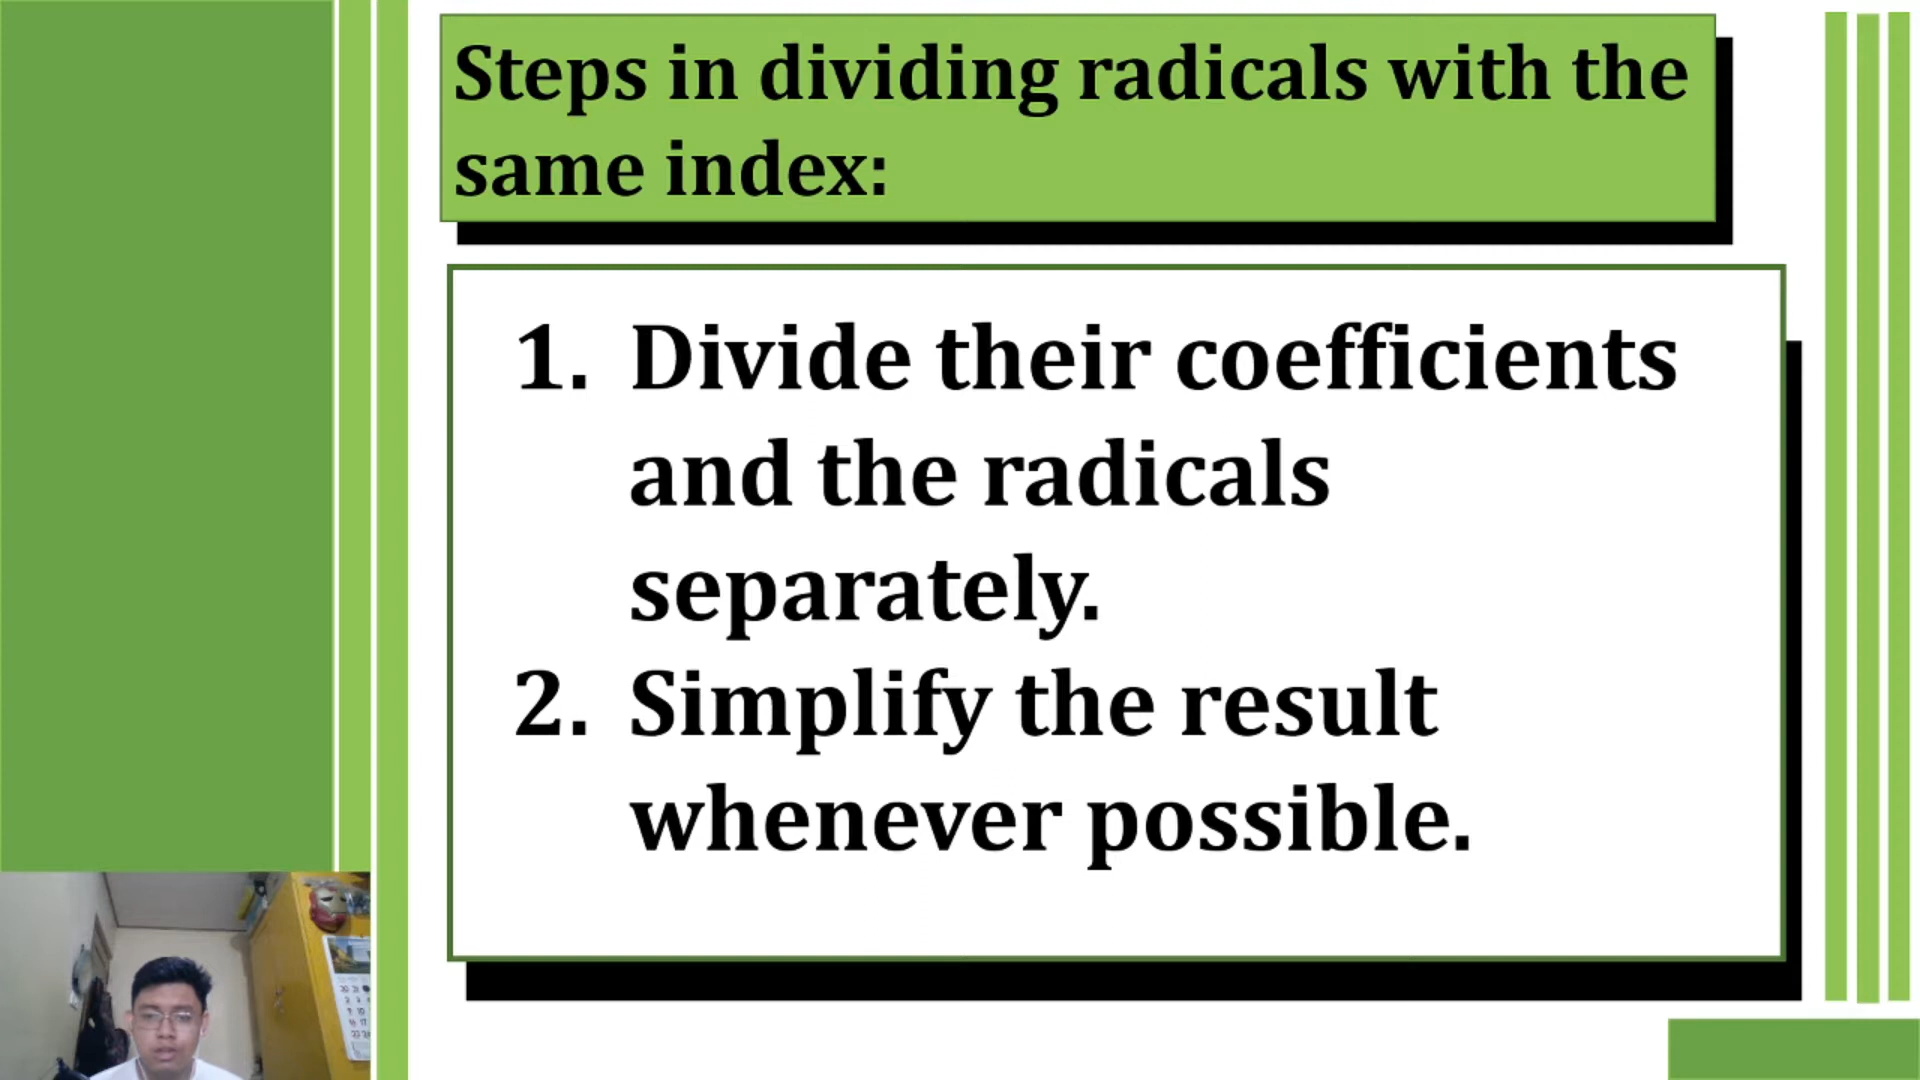 Steps in dividing radicals with the
same index:
1. Divide their coefficients
and the radicals
separately.
2. Simplify the result
whenever possible.